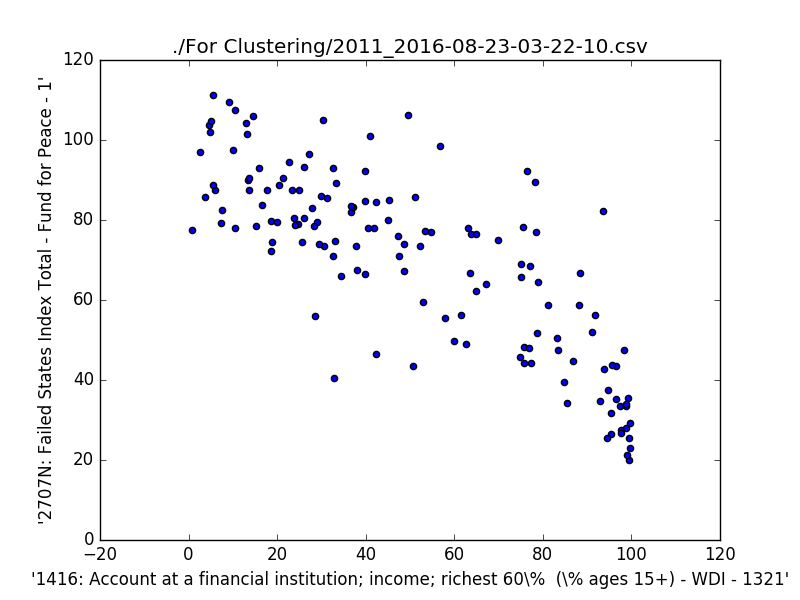 ./For Clustering/2011_2016-08-23-03-22-10.csv
120
100
80
60
40
20
0
'2707N: Failed States Index Total - Fund for Peace - 1'
−20 0 20 40 60 80 100 120
'1416: Account at a financial institution; income; richest 60\% (\% ages 15+) - WDI - 1321'